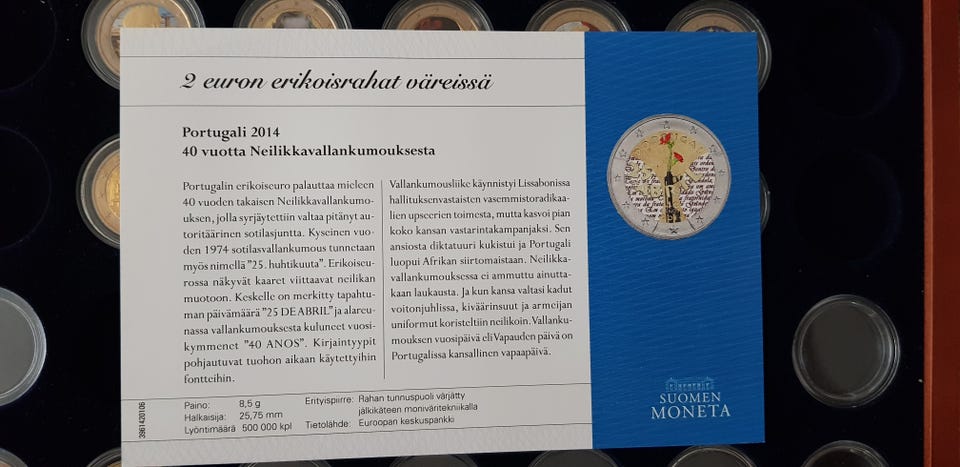 2 euron erikoisrahat väreissä
Portugali 2014
40 vuotta Neilikkavallankumouksesta
Portugalin erikoiseuro palauttaa mieleen
40 vuoden takaisen Neilikkavallankumo-
uksen, jolla syrjäytettiin valtaa pitänyt au-
toritäärinen sotilasjuntta. Kyseinen vuo-
den 1974 sotilasvallankumous tunnetaan
myös nimellä "25. huhtikuuta". Erikoiseu-
rossa näkyvät kaaret viittaavat neilikan
muotoon. Keskelle on merkitty tapahtu-
man päivämäärä "25 DE ABRIL" ja alareu-
nassa vallankumouksesta kuluneet vuosi-
kymmenet "40 ANOS". Kirjaintyypit
pohjautuvat tuohon aikaan käytettyihin
fontteihin.
Vallankumousliike käynnistyi Lissabonissa
hallituksenvastaisten vasemmistoradikaa-
lien upseerien toimesta, mutta kasvoi pian
koko kansan vastarintakampanjaksi. Sen
ansiosta diktatuuri kukistui ja Portugali
luopui Afrikan siirtomaistaan. Neilikka-
vallankumouksessa ei ammuttu ainutta-
kaan laukausta. Ja kun kansa valtasi kadut
voitonjuhlissa, kiväärinsuut ja armeijan
uniformut koristeltiin neilikoin. Vallanku-
mouksen vuosipäivä eli Vapauden päivä on
Portugalissa kansallinen vapaapäivä.
Paino: 8,5 g
Halkaisija: 25,75 mm
Lyöntimäärä 500 000 kpl
Erityispiirre: Rahan tunnuspuoli värjätty
jälkikäteen moniväritekniikalla
Tietolähde: Euroopan keskuspankki
3961420106
SUOMEN
MONETA